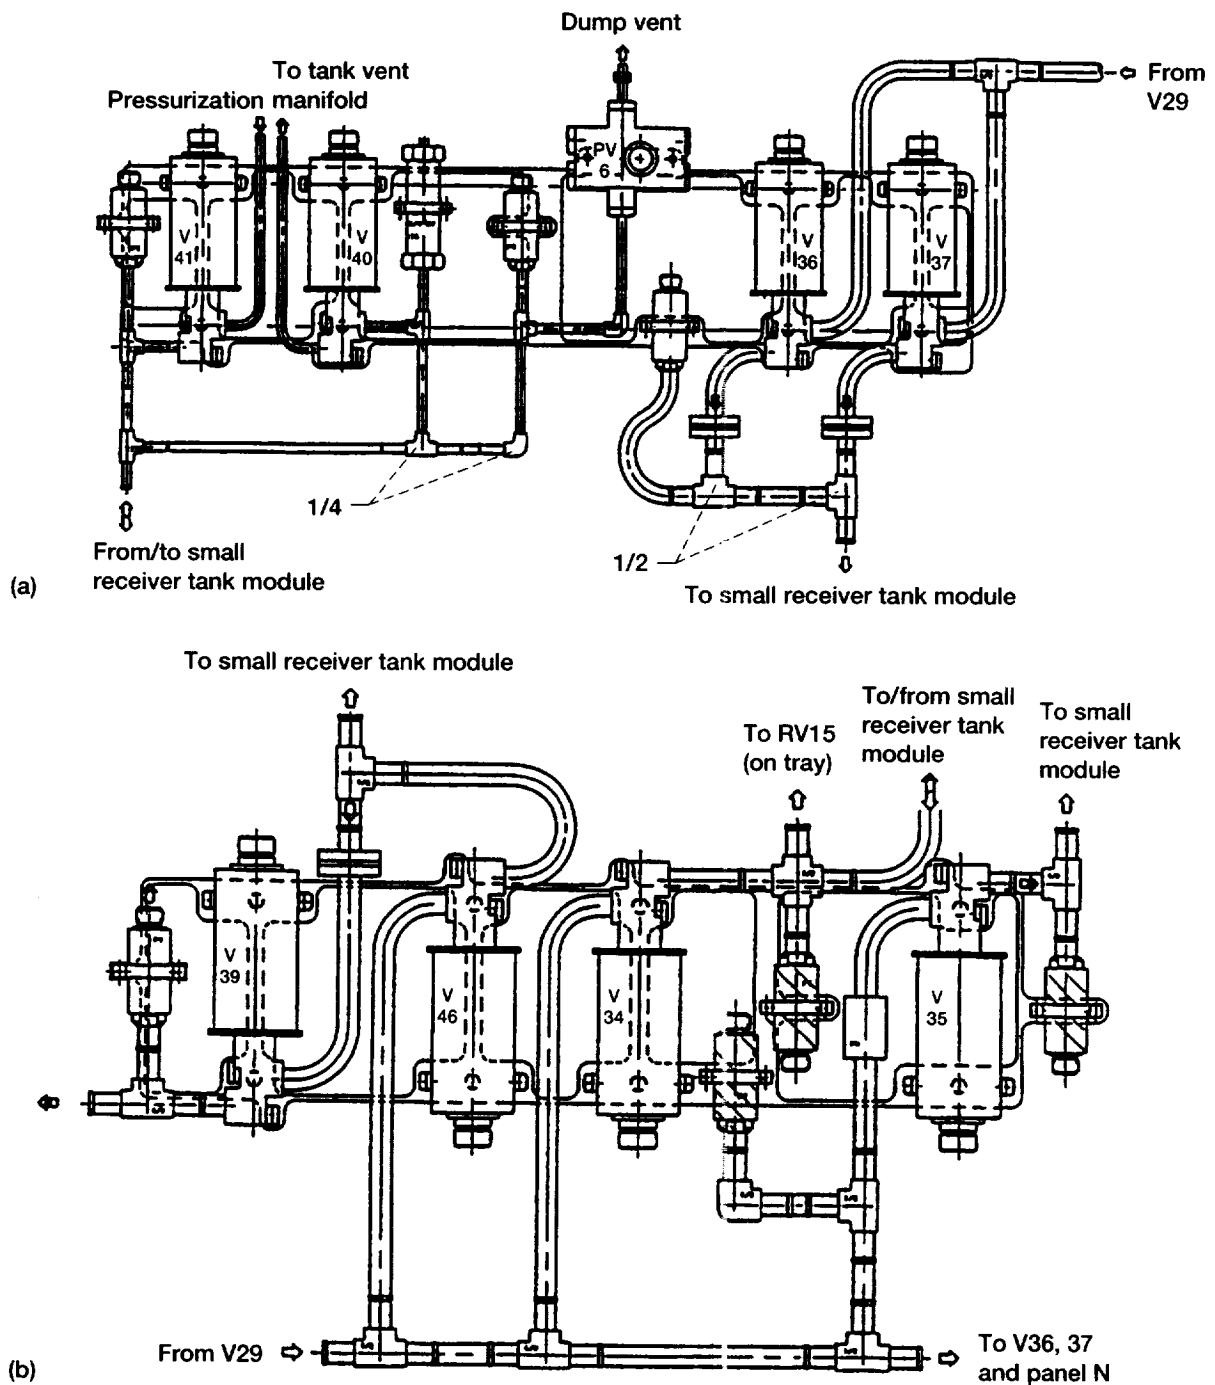 Dump vent
To tank vent
Pressurization manifold
From
V29
PV
6
V
41
V
40
V
36
V
37
1/4
1/2
From/to small
receiver tank module
(a)
To small receiver tank module
To small receiver tank module
To/from small
receiver tank
module
To RV15
(on tray)
To small
receiver tank
module
V
39
V
46
V
34
V
35
From V29
To V36, 37
and panel N
(b)